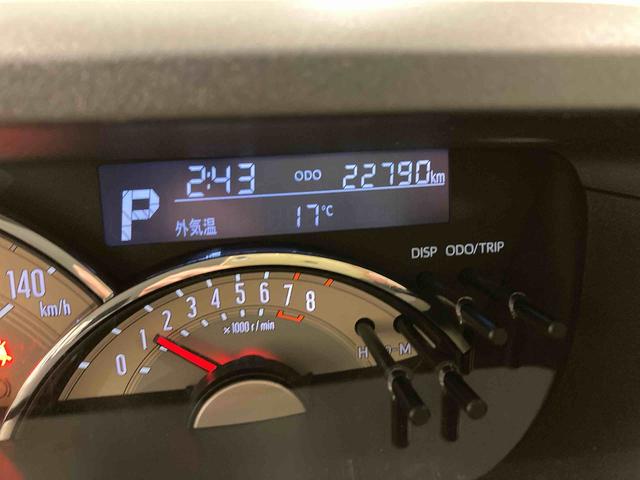 2:43 ODO 22790km
P
外気温 17℃
DISP ODO/TRIP
140
km/h
0 1 2 3 4 5 6 7 8
×1000 r/min